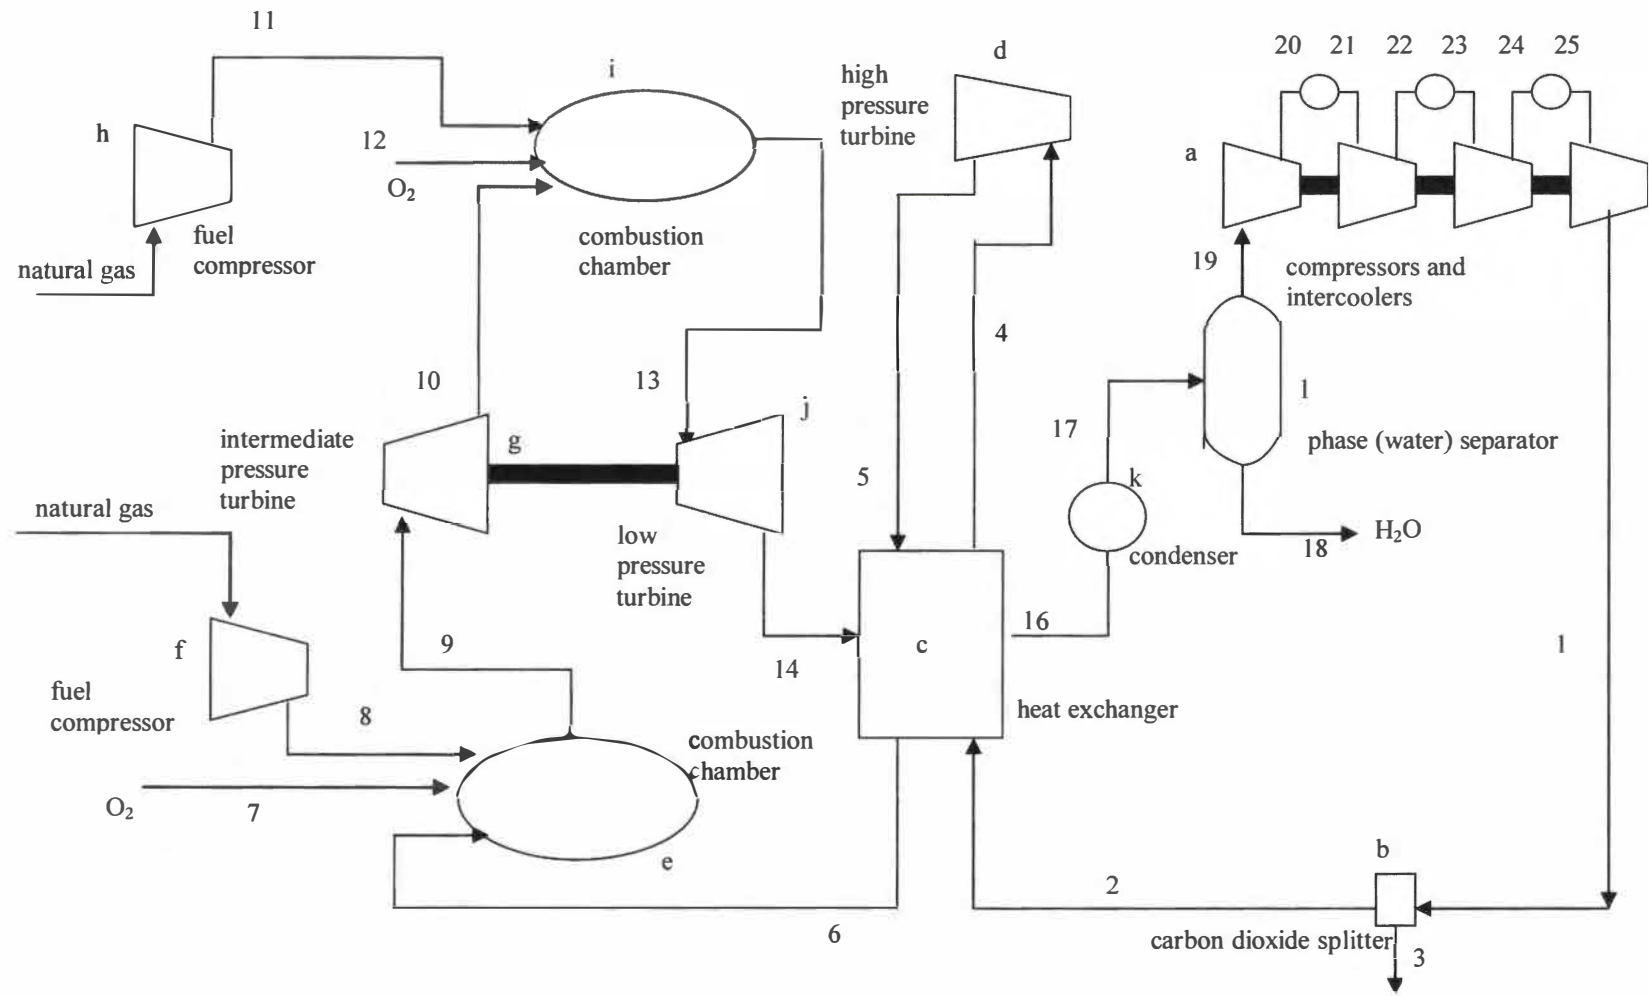 11
i
d
high
pressure
turbine
20
21
22
23
24
25
h
12
O₂
a
fuel
compressor
natural gas
combustion
chamber
19
compressors and
intercoolers
4
10
13
j
l
17
phase (water) separator
intermediate
pressure
turbine
g
5
k
natural gas
low
pressure
turbine
condenser
18
H₂O
f
9
14
c
16
1
fuel
compressor
8
heat exchanger
combustion
chamber
O₂
7
e
b
2
6
carbon dioxide splitter
3